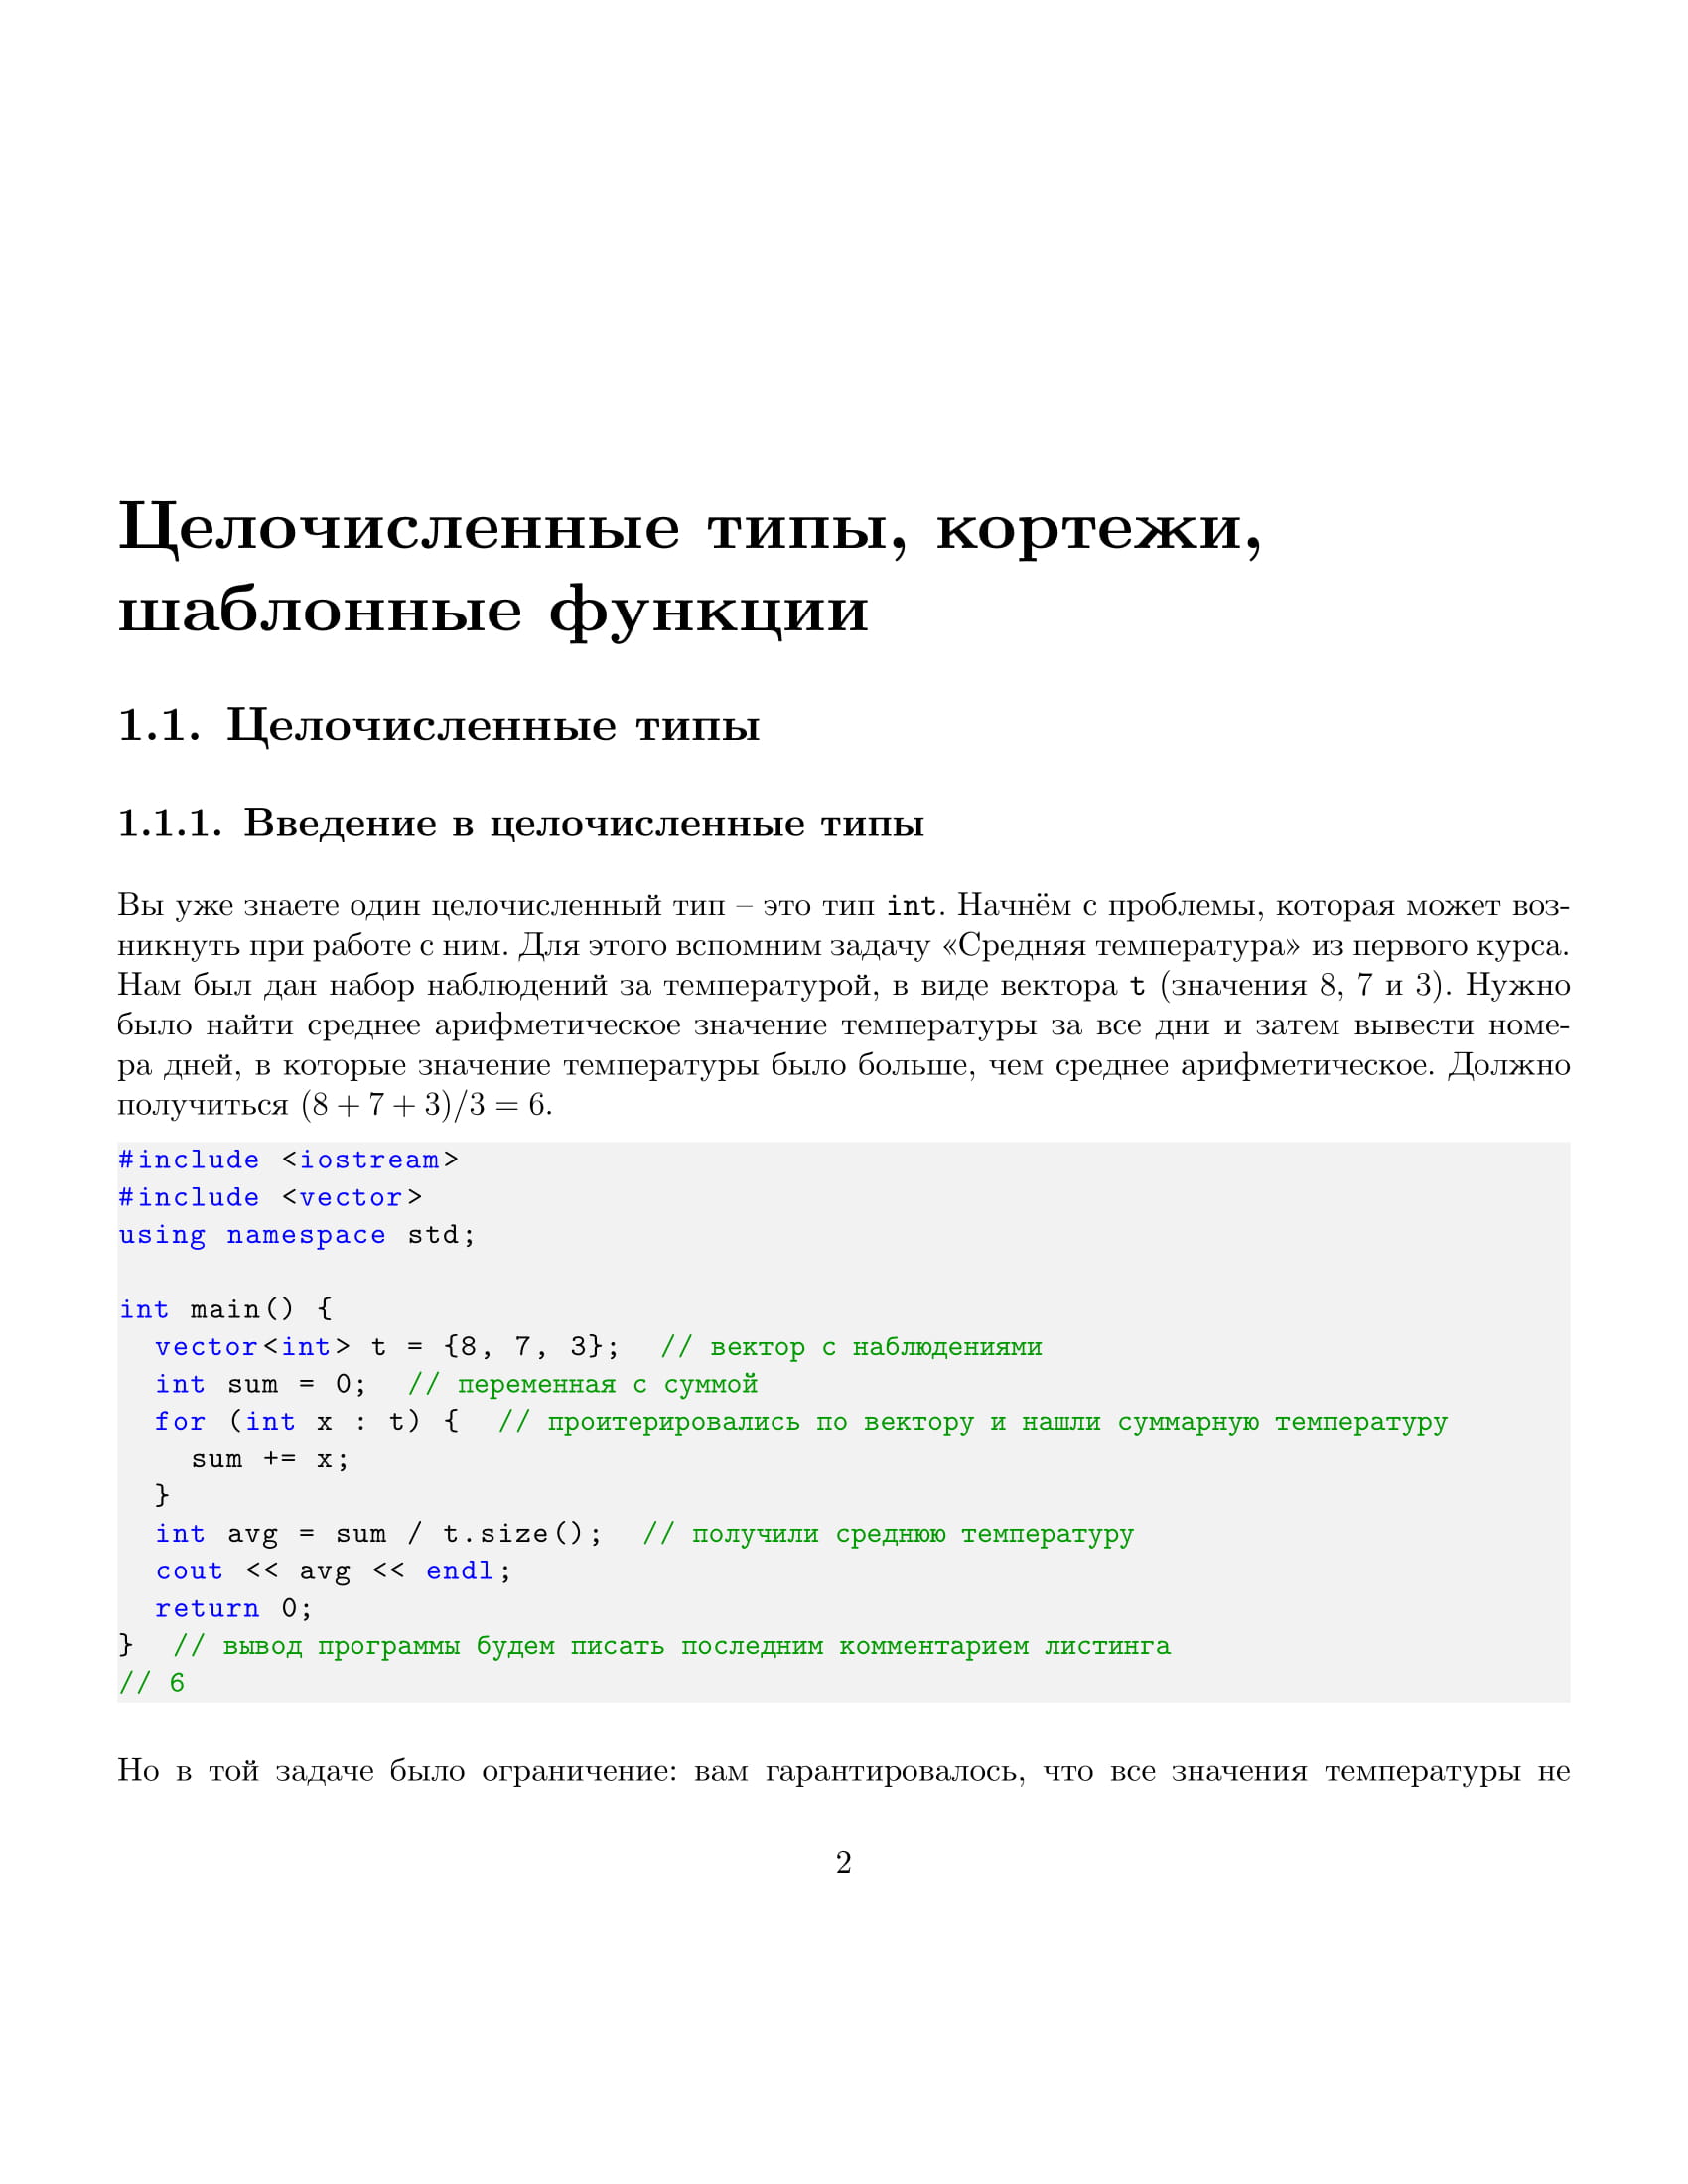 Целочисленные типы, кортежи,
шаблонные функции
1.1. Целочисленные типы
1.1.1. Введение в целочисленные типы
Вы уже знаете один целочисленный тип – это тип int. Начнём с проблемы, которая может воз-
никнуть при работе с ним. Для этого вспомним задачу «Средняя температура» из первого курса.
Нам был дан набор наблюдений за температурой, в виде вектора t (значения 8, 7 и 3). Нужно
было найти среднее арифметическое значение температуры за все дни и затем вывести номе-
ра дней, в которые значение температуры было больше, чем среднее арифметическое. Должно
получиться (8 + 7 + 3)/3 = 6.
#include <iostream>
#include <vector>
using namespace std;

int main() {
  vector<int> t = {8, 7, 3};  // вектор с наблюдениями
  int sum = 0;  // переменная с суммой
  for (int x : t) {  // проитерировались по вектору и нашли суммарную температуру
    sum += x;
  }
  int avg = sum / t.size();  // получили среднюю температуру
  cout << avg << endl;
  return 0;
}  // вывод программы будем писать последним комментарием листинга
// 6
Но в той задаче было ограничение: вам гарантировалось, что все значения температуры не
2